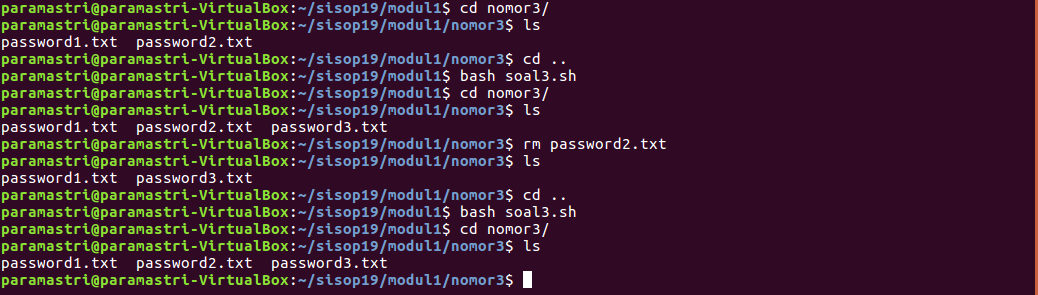 paramastri@paramastri-VirtualBox:~/sisop19/modul1$ cd nomor3/
paramastri@paramastri-VirtualBox:~/sisop19/modul1/nomor3$ ls
password1.txt  password2.txt
paramastri@paramastri-VirtualBox:~/sisop19/modul1/nomor3$ cd ..
paramastri@paramastri-VirtualBox:~/sisop19/modul1$ bash soal3.sh
paramastri@paramastri-VirtualBox:~/sisop19/modul1$ cd nomor3/
paramastri@paramastri-VirtualBox:~/sisop19/modul1/nomor3$ ls
password1.txt  password2.txt  password3.txt
paramastri@paramastri-VirtualBox:~/sisop19/modul1/nomor3$ rm password2.txt
paramastri@paramastri-VirtualBox:~/sisop19/modul1/nomor3$ ls
password1.txt  password3.txt
paramastri@paramastri-VirtualBox:~/sisop19/modul1/nomor3$ cd ..
paramastri@paramastri-VirtualBox:~/sisop19/modul1$ bash soal3.sh
paramastri@paramastri-VirtualBox:~/sisop19/modul1$ cd nomor3/
paramastri@paramastri-VirtualBox:~/sisop19/modul1/nomor3$ ls
password1.txt  password2.txt  password3.txt
paramastri@paramastri-VirtualBox:~/sisop19/modul1/nomor3$